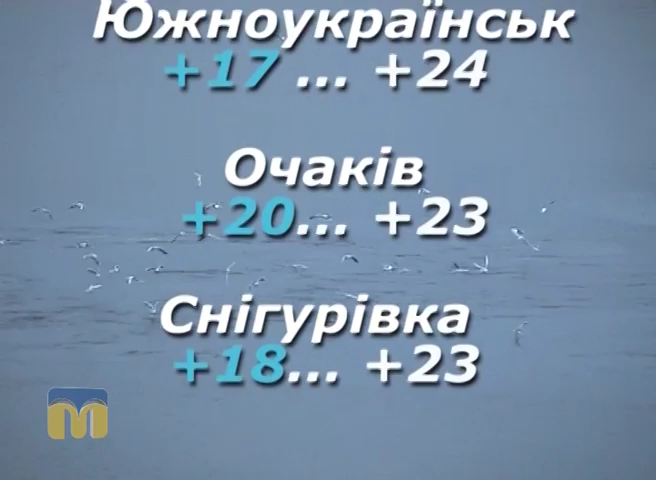 Южноукраїнськ
+17 ... +24
Очаків
+20... +23
Снігурівка
+18... +23